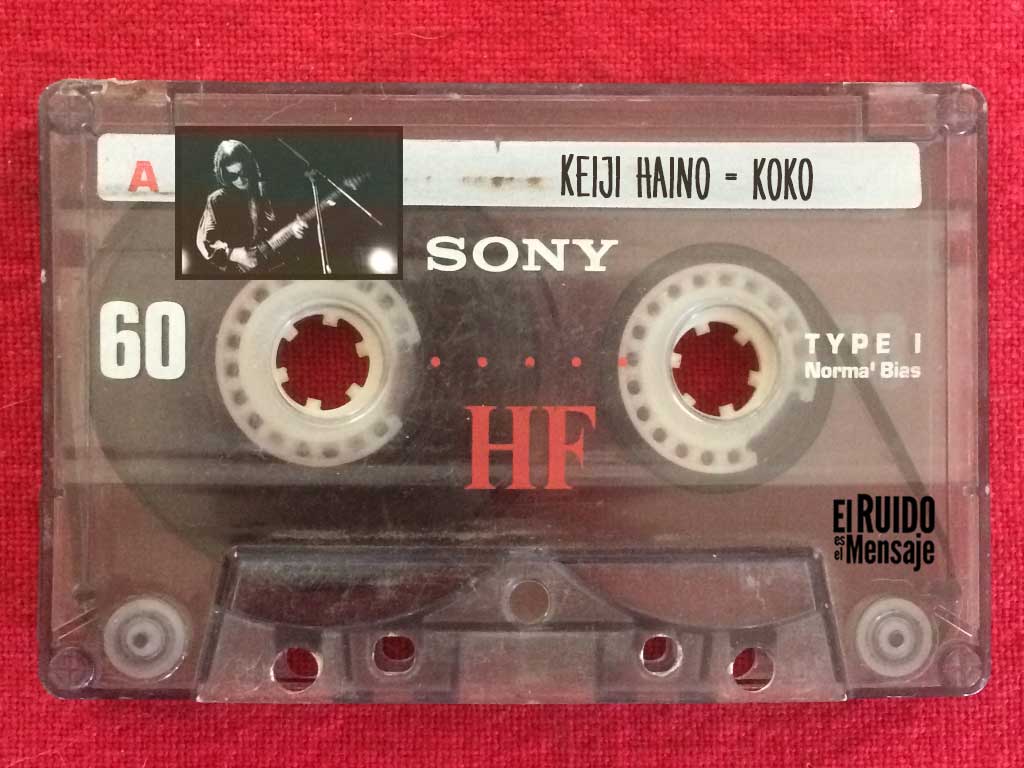 A
KEIJI HAINO - KOKO
SONY
60
TYPE I
Normal Bias
HF
El RUIDO
es el Mensaje